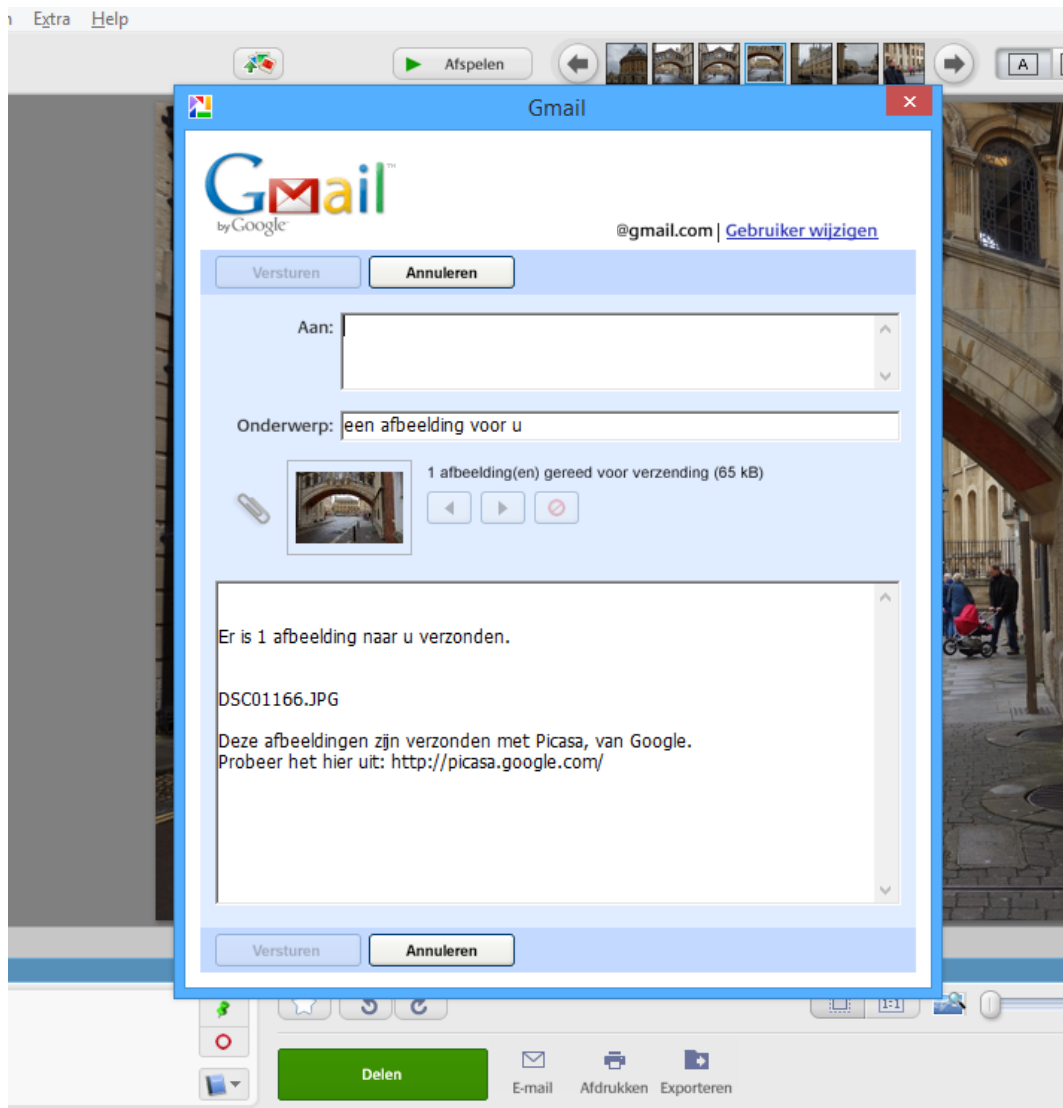 Extra Help
Afspelen
A
Gmail
Gmail™
by Google
@gmail.com | Gebruiker wijzigen
Versturen Annuleren
Aan:
Onderwerp: een afbeelding voor u
1 afbeelding(en) gereed voor verzending (65 kB)
Er is 1 afbeelding naar u verzonden.
DSC01166.JPG
Deze afbeeldingen zijn verzonden met Picasa, van Google.
Probeer het hier uit: http://picasa.google.com/
Versturen Annuleren
1:1
Delen
E-mail Afdrukken Exporteren